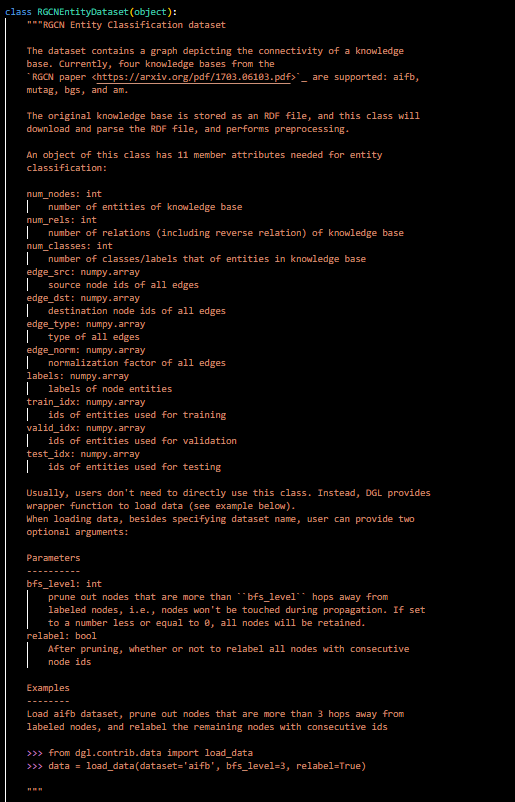 class RGCNEntityDataset(object):
"""RGCN Entity Classification dataset
The dataset contains a graph depicting the connectivity of a knowledge
base. Currently, four knowledge bases from the
`RGCN paper <https://arxiv.org/pdf/1703.06103.pdf>`_ are supported: aifb,
mutag, bgs, and am.
The original knowledge base is stored as an RDF file, and this class will
download and parse the RDF file, and performs preprocessing.
An object of this class has 11 member attributes needed for entity
classification:
num_nodes: int
number of entities of knowledge base
num_rels: int
number of relations (including reverse relation) of knowledge base
num_classes: int
number of classes/labels that of entities in knowledge base
edge_src: numpy.array
source node ids of all edges
edge_dst: numpy.array
destination node ids of all edges
edge_type: numpy.array
type of all edges
edge_norm: numpy.array
normalization factor of all edges
labels: numpy.array
labels of node entities
train_idx: numpy.array
ids of entities used for training
valid_idx: numpy.array
ids of entities used for validation
test_idx: numpy.array
ids of entities used for testing
Usually, users don't need to directly use this class. Instead, DGL provides
wrapper function to load data (see example below).
When loading data, besides specifying dataset name, user can provide two
optional arguments:
Parameters
----------
bfs_level: int
prune out nodes that are more than ``bfs_level`` hops away from
labeled nodes, i.e., nodes won't be touched during propagation. If set
to a number less or equal to 0, all nodes will be retained.
relabel: bool
After pruning, whether or not to relabel all nodes with consecutive
node ids
Examples
--------
Load aifb dataset, prune out nodes that are more than 3 hops away from
labeled nodes, and relabel the remaining nodes with consecutive ids
>>> from dgl.contrib.data import load_data
>>> data = load_data(dataset='aifb', bfs_level=3, relabel=True)
"""